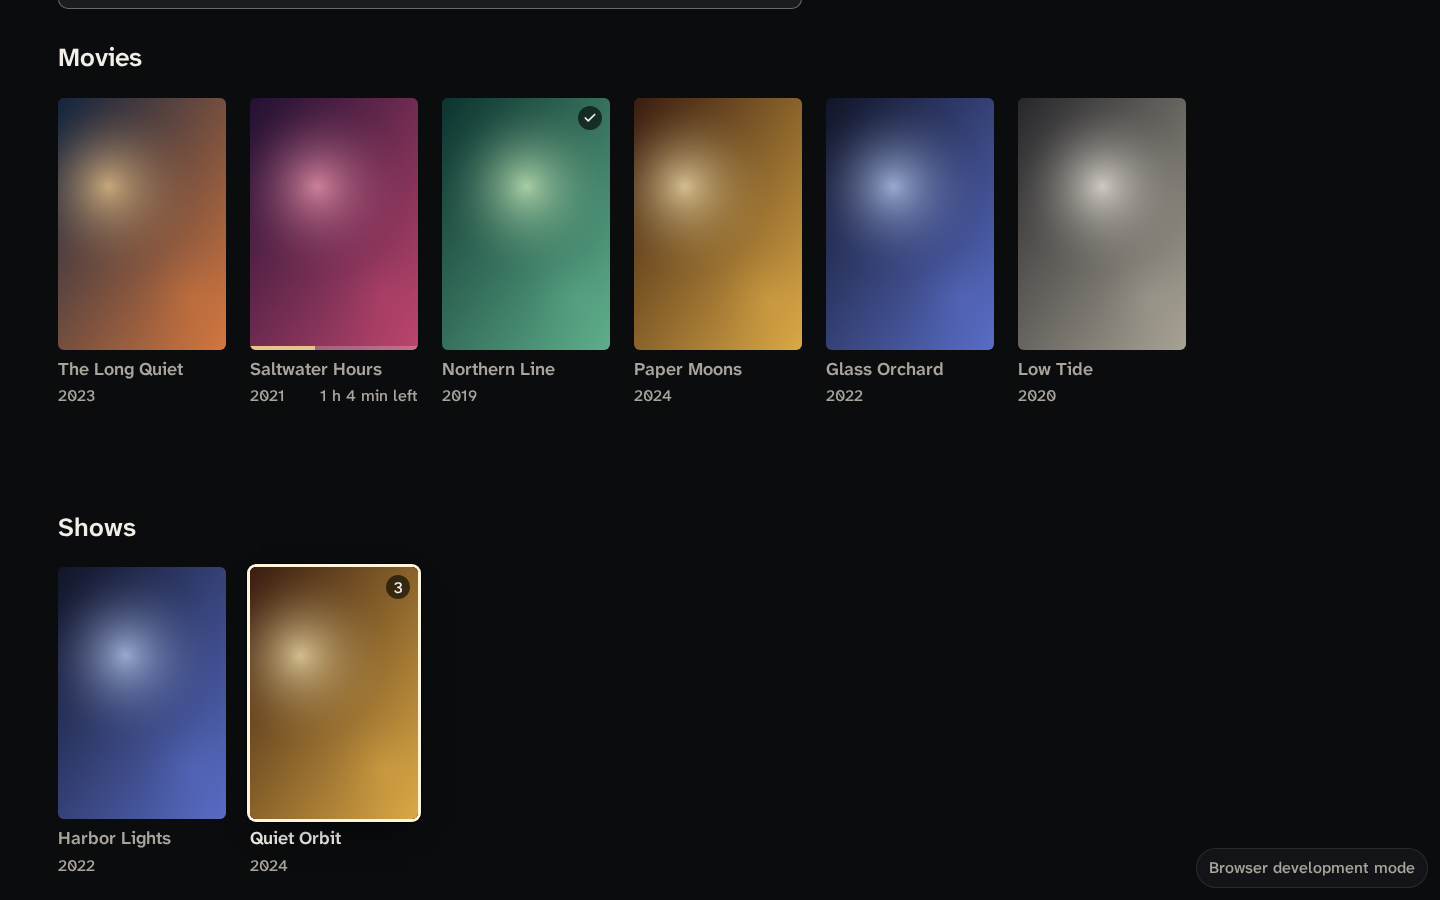 Movies
The Long Quiet
2023
Saltwater Hours
2021 1 h 4 min left
Northern Line
2019
Paper Moons
2024
Glass Orchard
2022
Low Tide
2020
Shows
Harbor Lights
2022
3
Quiet Orbit
2024
Browser development mode